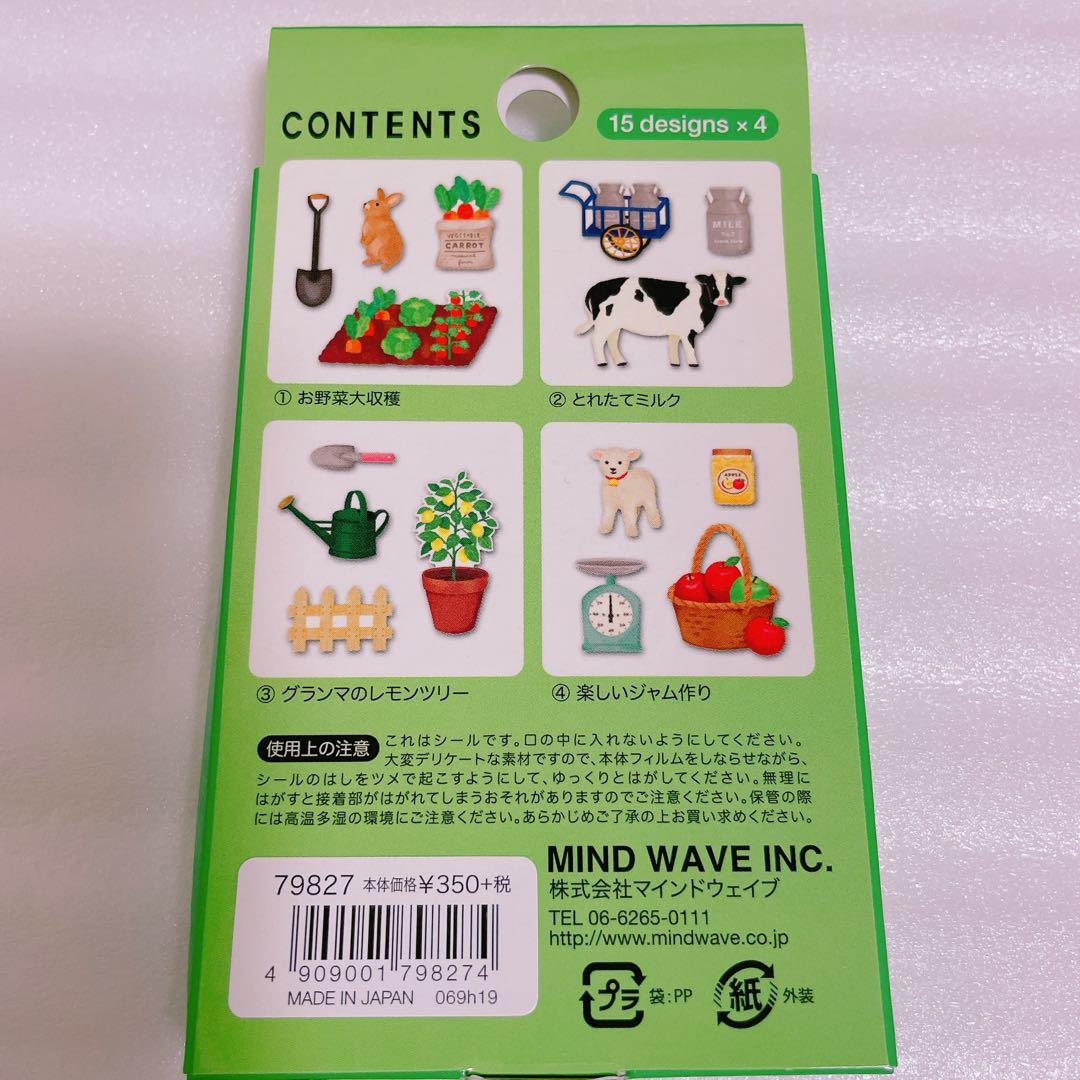 CONTENTS
15 designs × 4
VEGETABLE
CARROT
MILK
① お野菜大収穫
② とれたてミルク
APPLE
③ グランマのレモンツリー
④ 楽しいジャム作り
使用上の注意 これはシールです。口の中に入れないようにしてください。
大変デリケートな素材ですので、本体フィルムをしならせながら、
シールのはしをツメで起こすようにして、ゆっくりとはがしてください。無理に
はがすと接着部がはがれてしまうおそれがありますのでご注意ください。保管の際
には高温多湿の環境にご注意ください。あらかじめご了承の上お買い求めください。
79827 本体価格¥350+税
4 909001 798274
MADE IN JAPAN 069h19
MIND WAVE INC.
株式会社マインドウェイブ
TEL 06-6265-0111
http://www.mindwave.co.jp
プラ 袋:PP
紙 外装